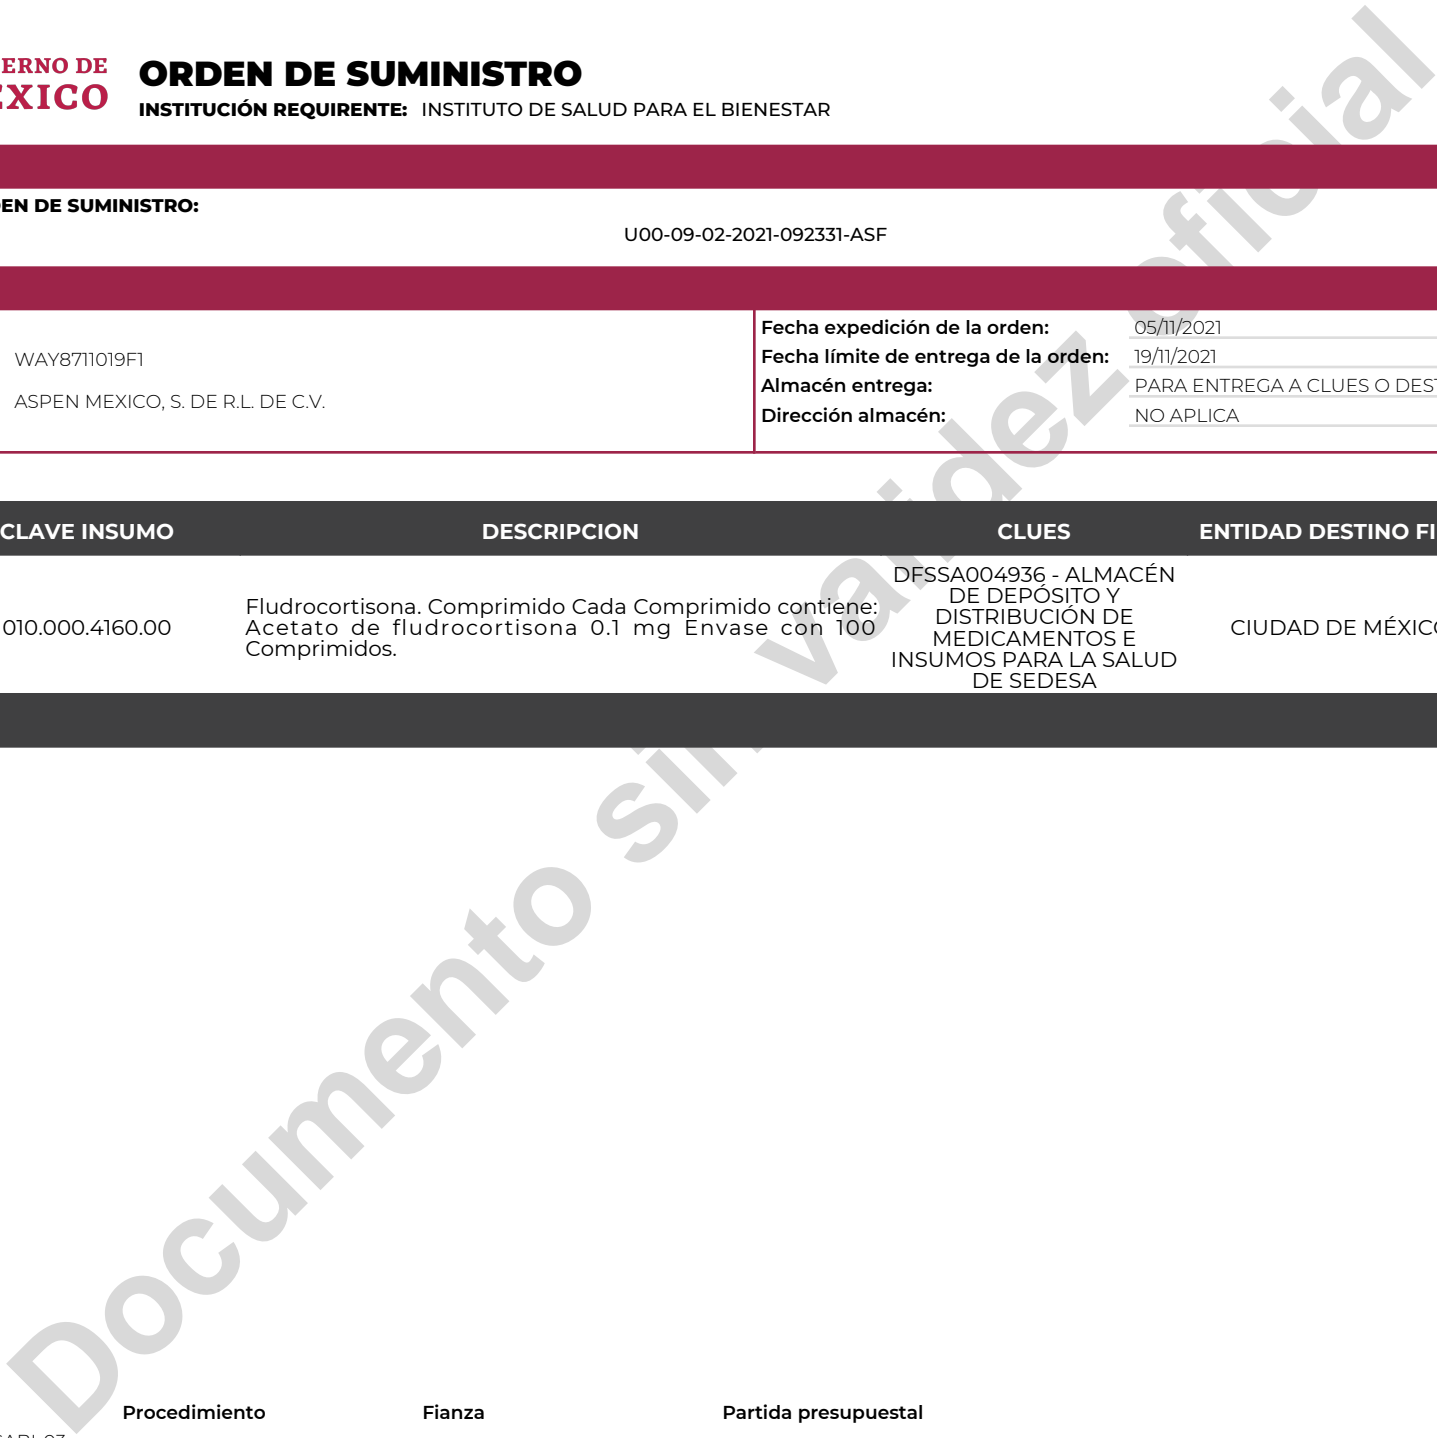 ERNO DE
EXICO
ORDEN DE SUMINISTRO
INSTITUCIÓN REQUIRENTE: INSTITUTO DE SALUD PARA EL BIENESTAR
EN DE SUMINISTRO:
U00-09-02-2021-092331-ASF
WAY8711019F1
ASPEN MEXICO, S. DE R.L. DE C.V.
Fecha expedición de la orden: 05/11/2021
Fecha límite de entrega de la orden: 19/11/2021
Almacén entrega: PARA ENTREGA A CLUES O DEST
Dirección almacén: NO APLICA
CLAVE INSUMO DESCRIPCION CLUES ENTIDAD DESTINO FI
010.000.4160.00
Fludrocortisona. Comprimido Cada Comprimido contiene:
Acetato de fludrocortisona 0.1 mg Envase con 100
Comprimidos.
DFSSA004936 - ALMACÉN
DE DEPÓSITO Y
DISTRIBUCIÓN DE
MEDICAMENTOS E
INSUMOS PARA LA SALUD
DE SEDESA
CIUDAD DE MÉXICO
Documento sin validez oficial
Procedimiento Fianza Partida presupuestal